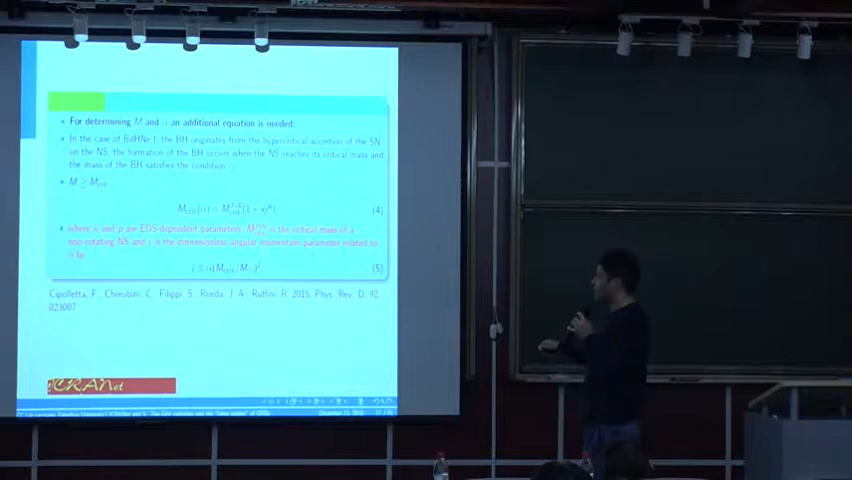 For determining M and α an additional equation is needed:
In the case of BdHNe I, the BH originates from the hypercritical accretion of the SN
on the NS, the formation of the BH occurs when the NS reaches its critical mass and
the mass of the BH satisfies the condition:
M ≥ Mcrit
(4)
where k and p are EOS-dependent parameters, is the critical mass of a
non-rotating NS and j is the dimensionless angular momentum parameter related to
α by
(5)
Cipolletta, F., Cherubini, C., Filippi, S., Rueda, J. A., Ruffini, R. 2015, Phys. Rev. D, 92,
023007
ICRANet
December 13, 2018